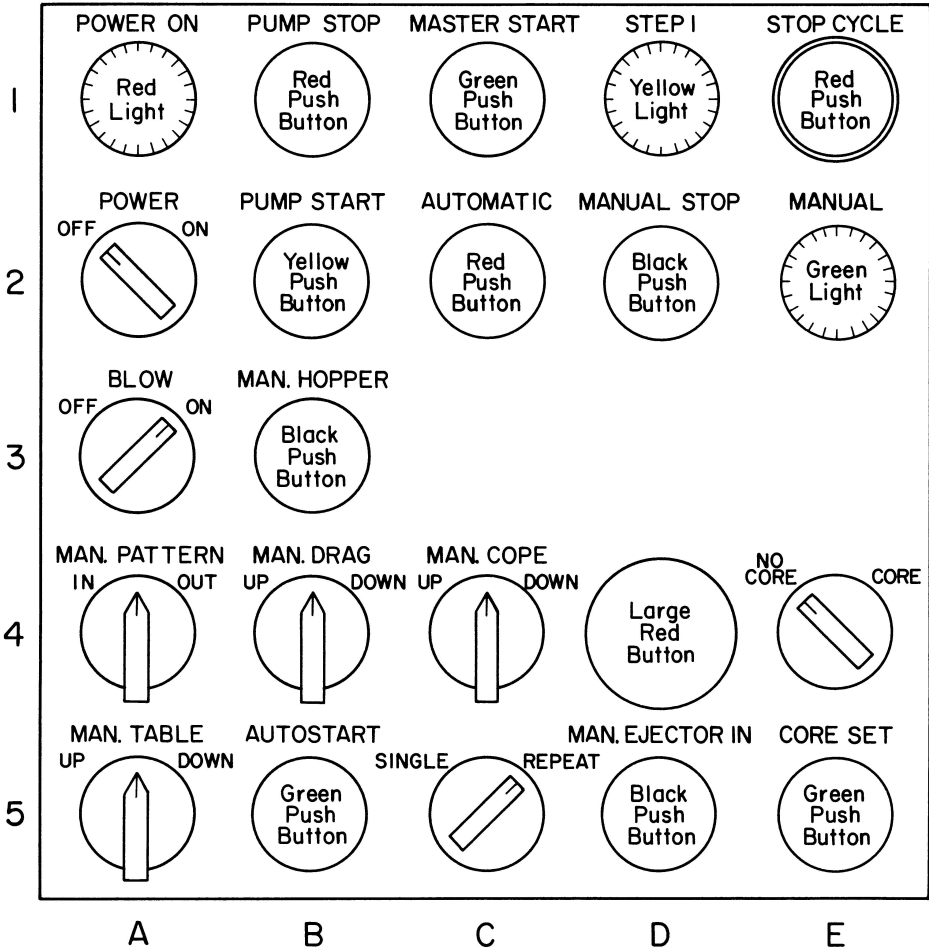 POWER ON PUMP STOP MASTER START STEP I STOP CYCLE
1
Red
Light
Red
Push
Button
Green
Push
Button
Yellow
Light
Red
Push
Button
POWER PUMP START AUTOMATIC MANUAL STOP MANUAL
OFF ON
2
Yellow
Push
Button
Red
Push
Button
Black
Push
Button
Green
Light
BLOW MAN. HOPPER
OFF ON
3
Black
Push
Button
MAN. PATTERN MAN. DRAG MAN. COPE
IN OUT UP DOWN UP DOWN
NO
CORE CORE
4
Large
Red
Button
MAN. TABLE AUTOSTART MAN. EJECTOR IN CORE SET
UP DOWN SINGLE REPEAT
5
Green
Push
Button
Black
Push
Button
Green
Push
Button
A B C D E